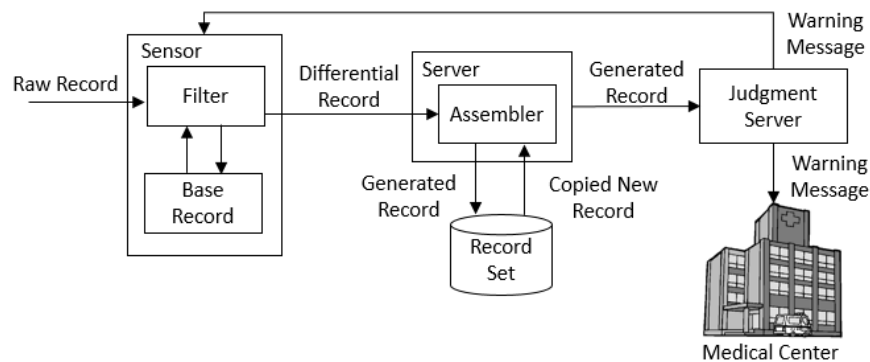 Warning
Message
Sensor
Raw Record
Filter
Base
Record
Differential
Record
Server
Assembler
Generated
Record
Copied New
Record
Record
Set
Generated
Record
Judgment
Server
Warning
Message
Medical Center